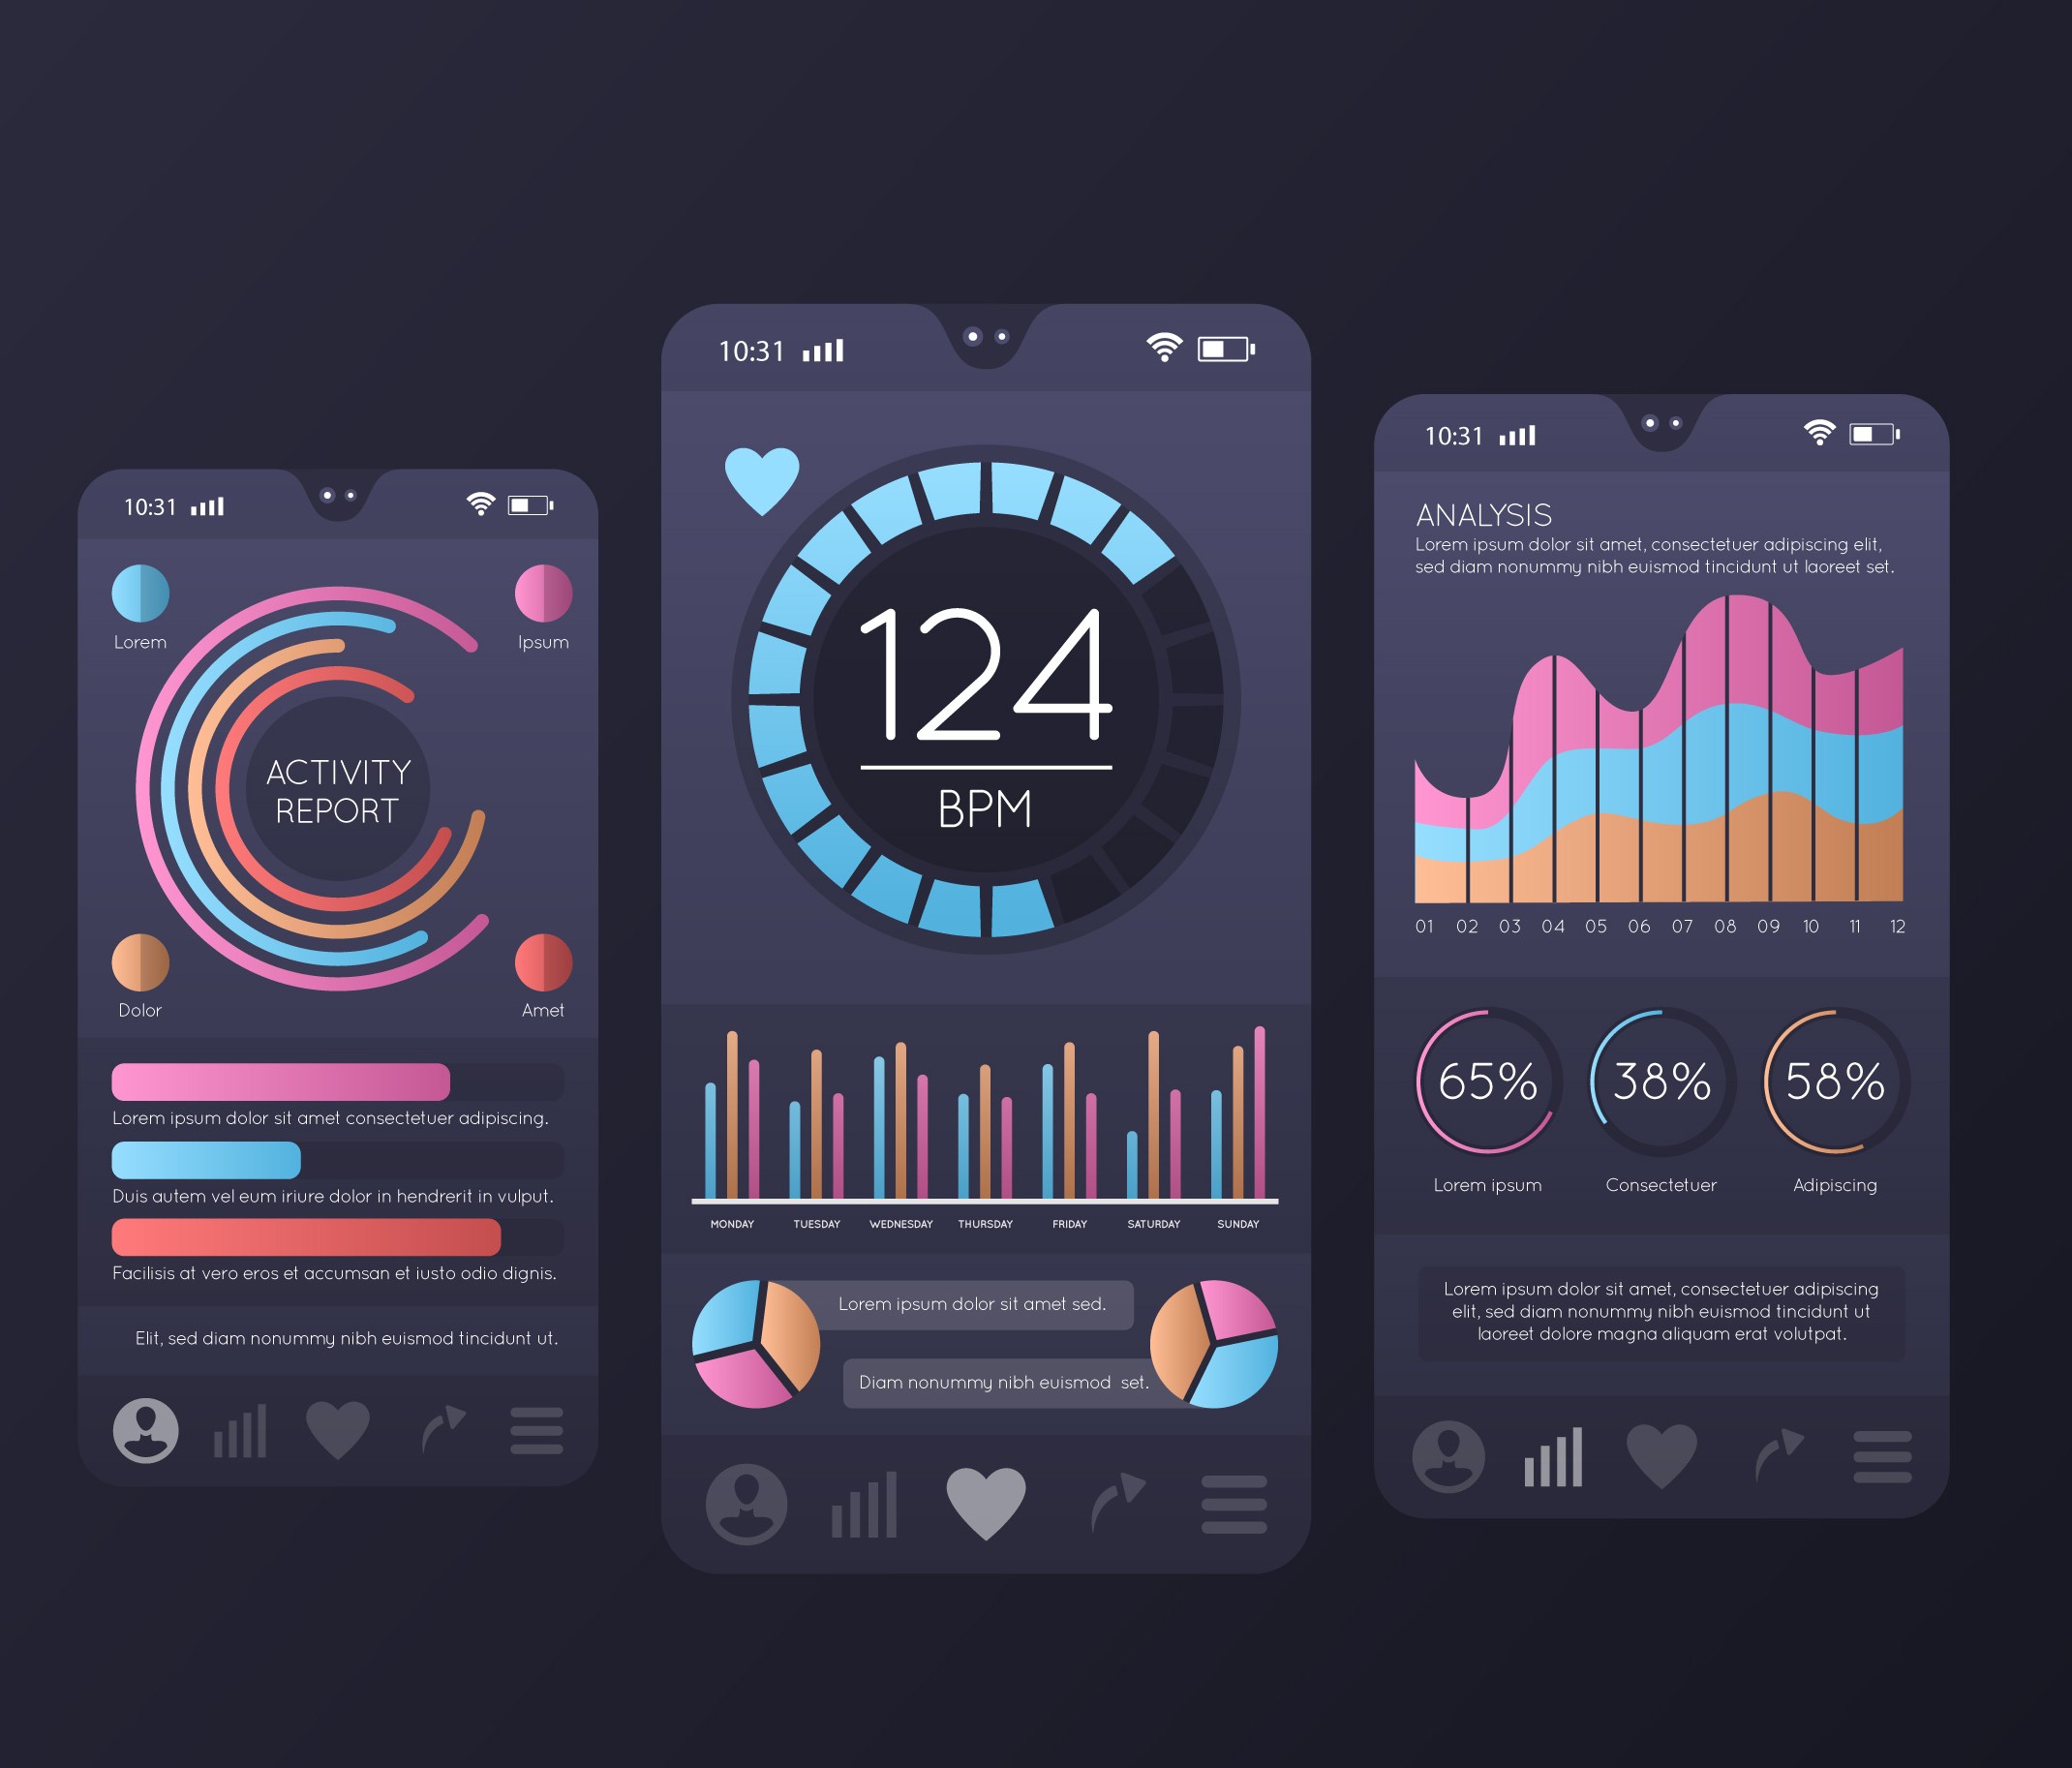 10:31
Lorem
Ipsum
ACTIVITY
REPORT
Dolor
Amet
Lorem ipsum dolor sit amet consectetuer adipiscing.
Duis autem vel eum iriure dolor in hendrerit in vulput.
Facilisis at vero eros et accumsan et iusto odio dignis.
Elit, sed diam nonummy nibh euismod tincidunt ut.
10:31
124
BPM
MONDAY TUESDAY WEDNESDAY THURSDAY FRIDAY SATURDAY SUNDAY
Lorem ipsum dolor sit amet sed.
Diam nonummy nibh euismod set.
10:31
ANALYSIS
Lorem ipsum dolor sit amet, consectetuer adipiscing elit,
sed diam nonummy nibh euismod tincidunt ut laoreet set.
01 02 03 04 05 06 07 08 09 10 11 12
65% 38% 58%
Lorem ipsum Consectetuer Adipiscing
Lorem ipsum dolor sit amet, consectetuer adipiscing
elit, sed diam nonummy nibh euismod tincidunt ut
laoreet dolore magna aliquam erat volutpat.